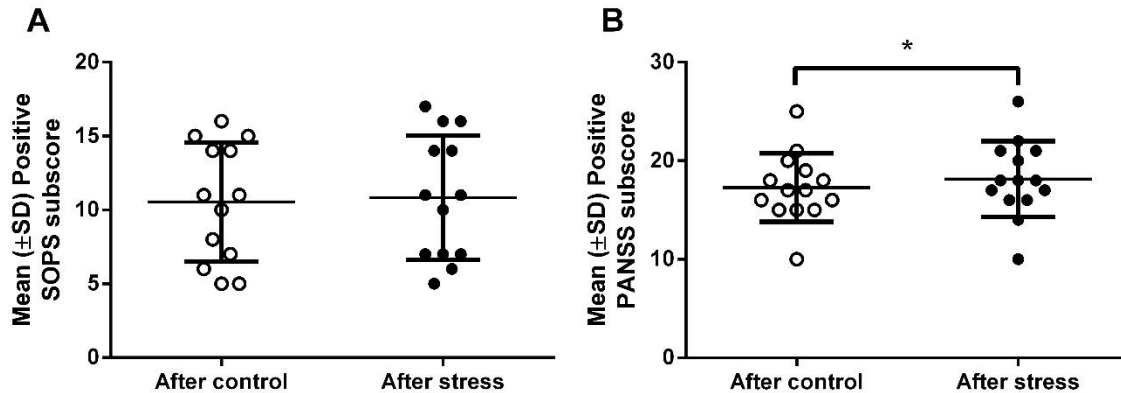 A
Mean (±SD) Positive
SOPS subscore
20
15
10
5
0
After control
After stress
B
*
Mean (±SD) Positive
PANSS subscore
30
20
10
0
After control
After stress